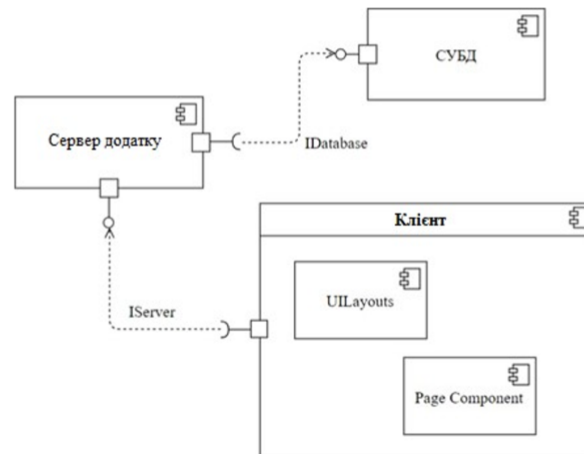 СУБД
Сервер додатку
IDatabase
Клієнт
UILayouts
IServer
Page Component